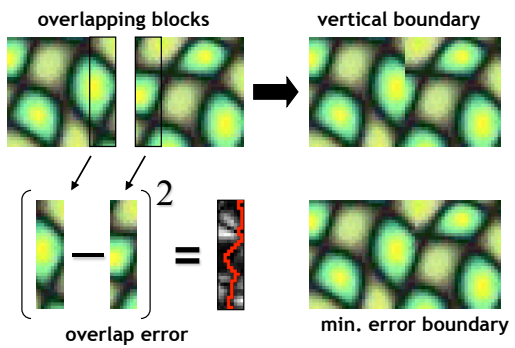 overlapping blocks
vertical boundary
2
=
overlap error
min. error boundary